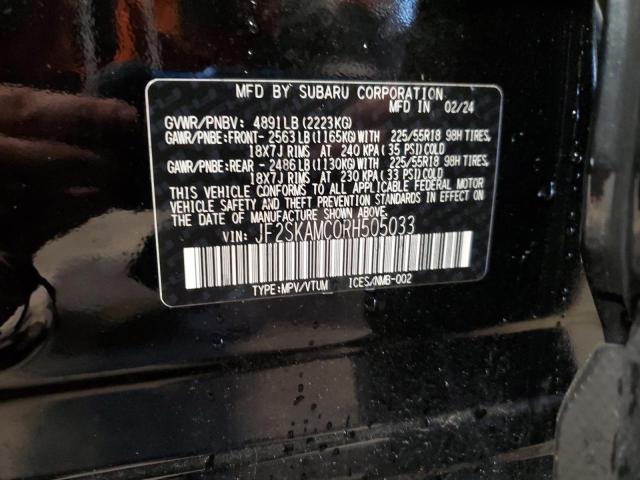 MFD BY SUBARU CORPORATION
MFD IN 02/24
GVWR/PNBV: 4891LB(2223KG)
GAWR/PNBE:FRONT- 2563LB(1165KG)WITH 225/55R18 98H TIRES,
18X7J RIMS AT 240 KPA(35 PSI)COLD
GAWR/PNBE:REAR - 2486LB(1130KG)WITH 225/55R18 98H TIRES,
18X7J RIMS AT 230 KPA(33 PSI)COLD
THIS VEHICLE CONFORMS TO ALL APPLICABLE FEDERAL MOTOR
VEHICLE SAFETY AND THEFT PREVENTION STANDARDS IN EFFECT ON
THE DATE OF MANUFACTURE SHOWN ABOVE.
VIN: JF2SKAMC0RH505033
TYPE:MPV/VTUM ICES/NMB-002